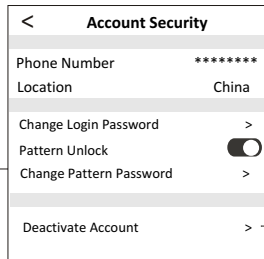 < Account Security
Phone Number ********
Location China
Change Login Password >
Pattern Unlock
Change Pattern Password >
Deactivate Account >